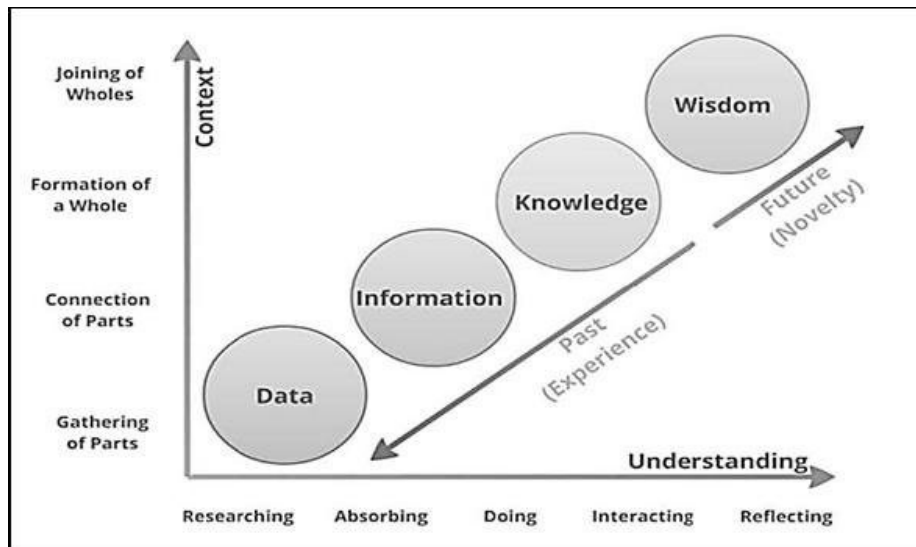 Joining of
Wholes
Context
Wisdom
Formation of
a Whole
Knowledge
Future
(Novelty)
Connection
of Parts
Information
Past
(Experience)
Data
Gathering
of Parts
Understanding
Researching Absorbing Doing Interacting Reflecting